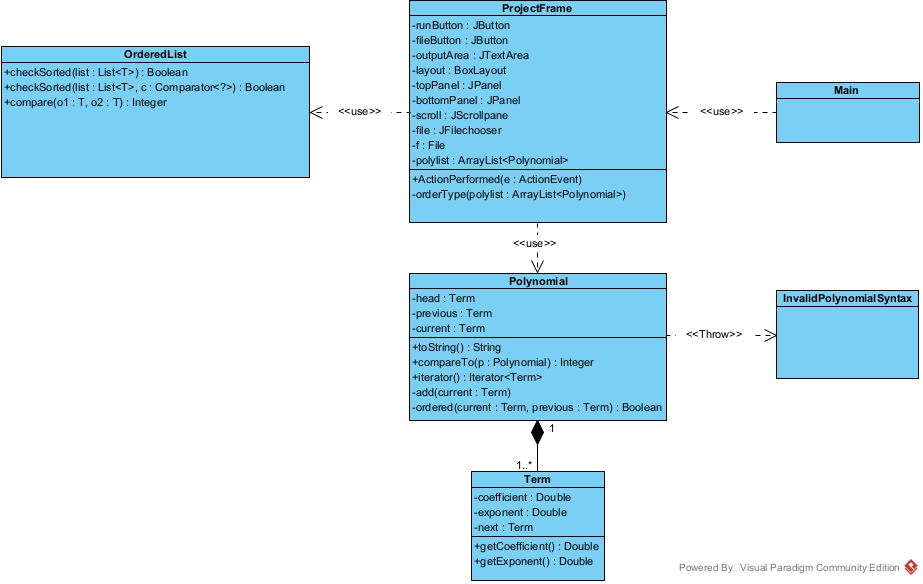 ProjectFrame
-runButton : JButton
-fileButton : JButton
-outputArea : JTextArea
-layout : BoxLayout
-topPanel : JPanel
-bottomPanel : JPanel
-scroll : JScrollpane
-file : JFilechooser
-f : File
-polylist : ArrayList<Polynomial>
+ActionPerformed(e : ActionEvent)
-orderType(polylist : ArrayList<Polynomial>)
OrderedList
+checkSorted(list : List<T>) : Boolean
+checkSorted(list : List<T>, c : Comparator<?>) : Boolean
+compare(o1 : T, o2 : T) : Integer
<<use>>
<<use>>
Main
<<use>>
Polynomial
-head : Term
-previous : Term
-current : Term
+toString() : String
+compareTo(p : Polynomial) : Integer
+iterator() : Iterator<Term>
-add(current : Term)
-ordered(current : Term, previous : Term) : Boolean
<<Throw>>
InvalidPolynomialSyntax
1
1..*
Term
-coefficient : Double
-exponent : Double
-next : Term
+getCoefficient() : Double
+getExponent() : Double
Powered By Visual Paradigm Community Edition